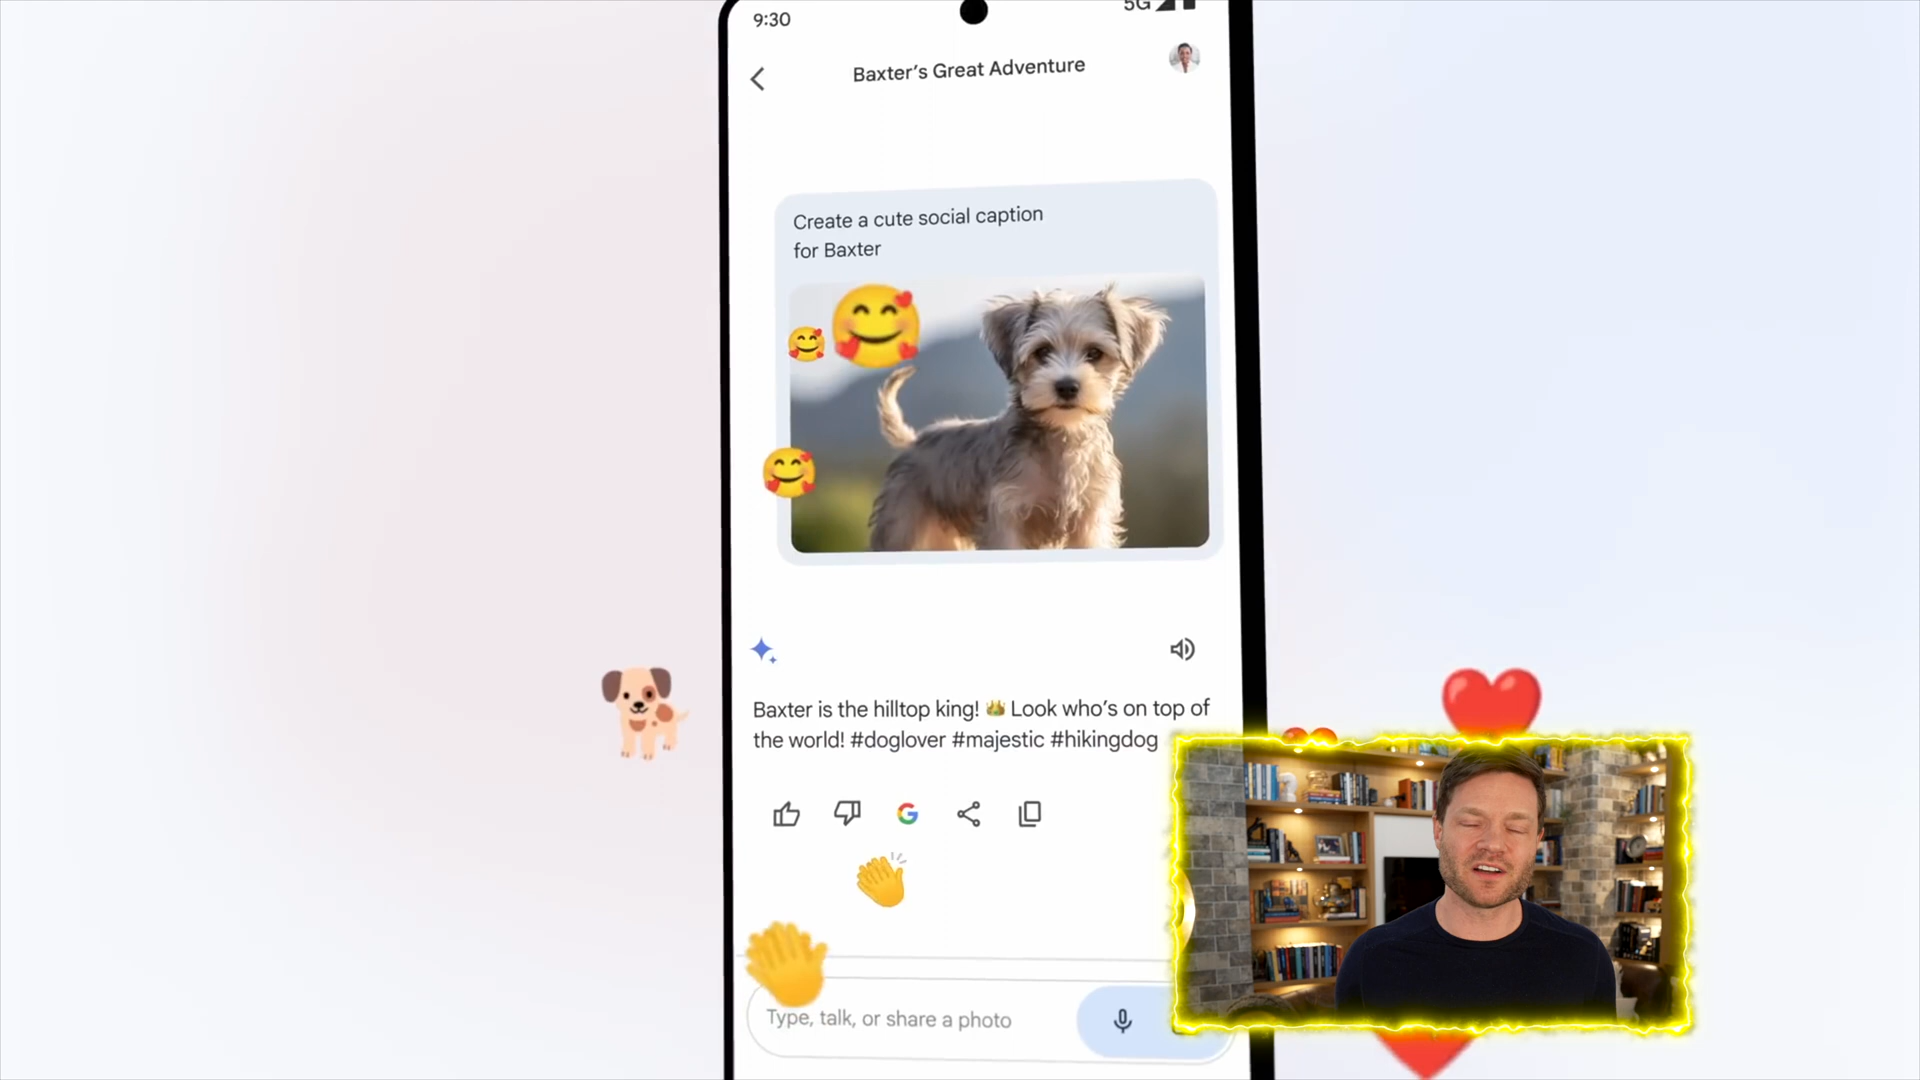 9:30
5G
Baxter's Great Adventure
Create a cute social caption
for Baxter
Baxter is the hilltop king! 👑 Look who's on top of
the world! #doglover #majestic #hikingdog
Type, talk, or share a photo